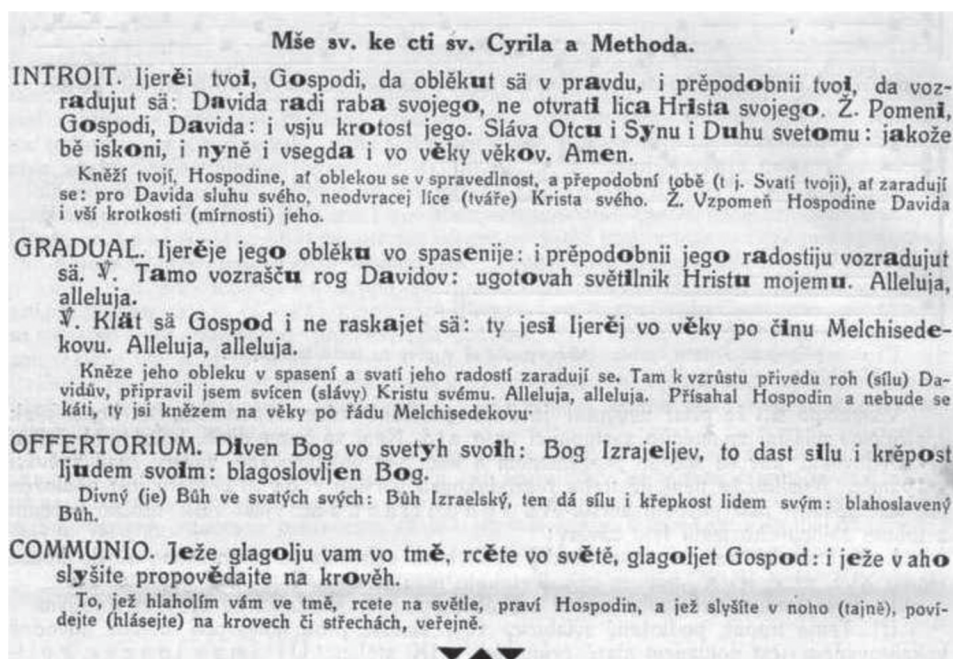 Mše sv. ke cti sv. Cyrila a Methoda.
INTROIT. Ijerěi tvoi, Gospodi, da oblěkut sä v pravdu, i prěpodobnii tvoi, da voz-
radujut sä: Davida radi raba svojego, ne otvrati lica Hrista svojego. Ž. Pomeni,
Gospodi, Davida: i vsju krotost jego. Sláva Otcu i Synu i Duhu svetomu: jakože
bě iskoni, i nyně i vsegda i vo věky věkov, Amen.
Kněží tvojí, Hospodine, ať oblekou se v spravedlnost, a přepodobní tobě (t j. Svatí tvoji), ať zaradují
se: pro Davida sluhu svého, neodvracej líce (tváře) Krista svého. Ž. Vzpomeň Hospodine Davida
i vší krotkosti (mírnosti) jeho.
GRADUAL. Ijerěje jego oblěku vo spasenije: i prěpodobnii jego radostiju vozradujut
sä. ℣. Tamo vozrašču rog Davidov: ugotovah světilnik Hristu mojemu. Alleluja,
alleluja.
℣. Klät sä Gospod i ne raskajet sä: ty jesi Ijerěj vo věky po činu Melchisede-
kovu. Alleluja, alleluja.
Kněze jeho obleku v spasení a svatí jeho radostí zaradují se. Tam k vzrůstu přivedu roh (sílu) Da-
vidův, připravil jsem svícen (slávy) Kristu svému. Alleluja, alleluja. Přísahal Hospodin a nebude se
káti, ty jsi knězem na věky po řádu Melchisedekovu·
OFFERTORIUM. Diven Bog vo svetyh svoih: Bog Izrajeljev, to dast silu i krěpost
ljudem svoim: blagoslovljen Bog.
Divný (je) Bůh ve svatých svých: Bůh Izraelský, ten dá sílu i křepkost lidem svým: blahoslavený
Bůh.
COMMUNIO. Ježe glagolju vam vo tmě, rcěte vo světě, glagoljet Gospod: i ježe v aho
slyšite propovědajte na krověh.
To, jež hlaholím vám ve tmě, rcete na světle, praví Hospodin, a jež slyšíte v noho (tajně), poví-
dejte (hlásejte) na krovech či střechách, veřejně.